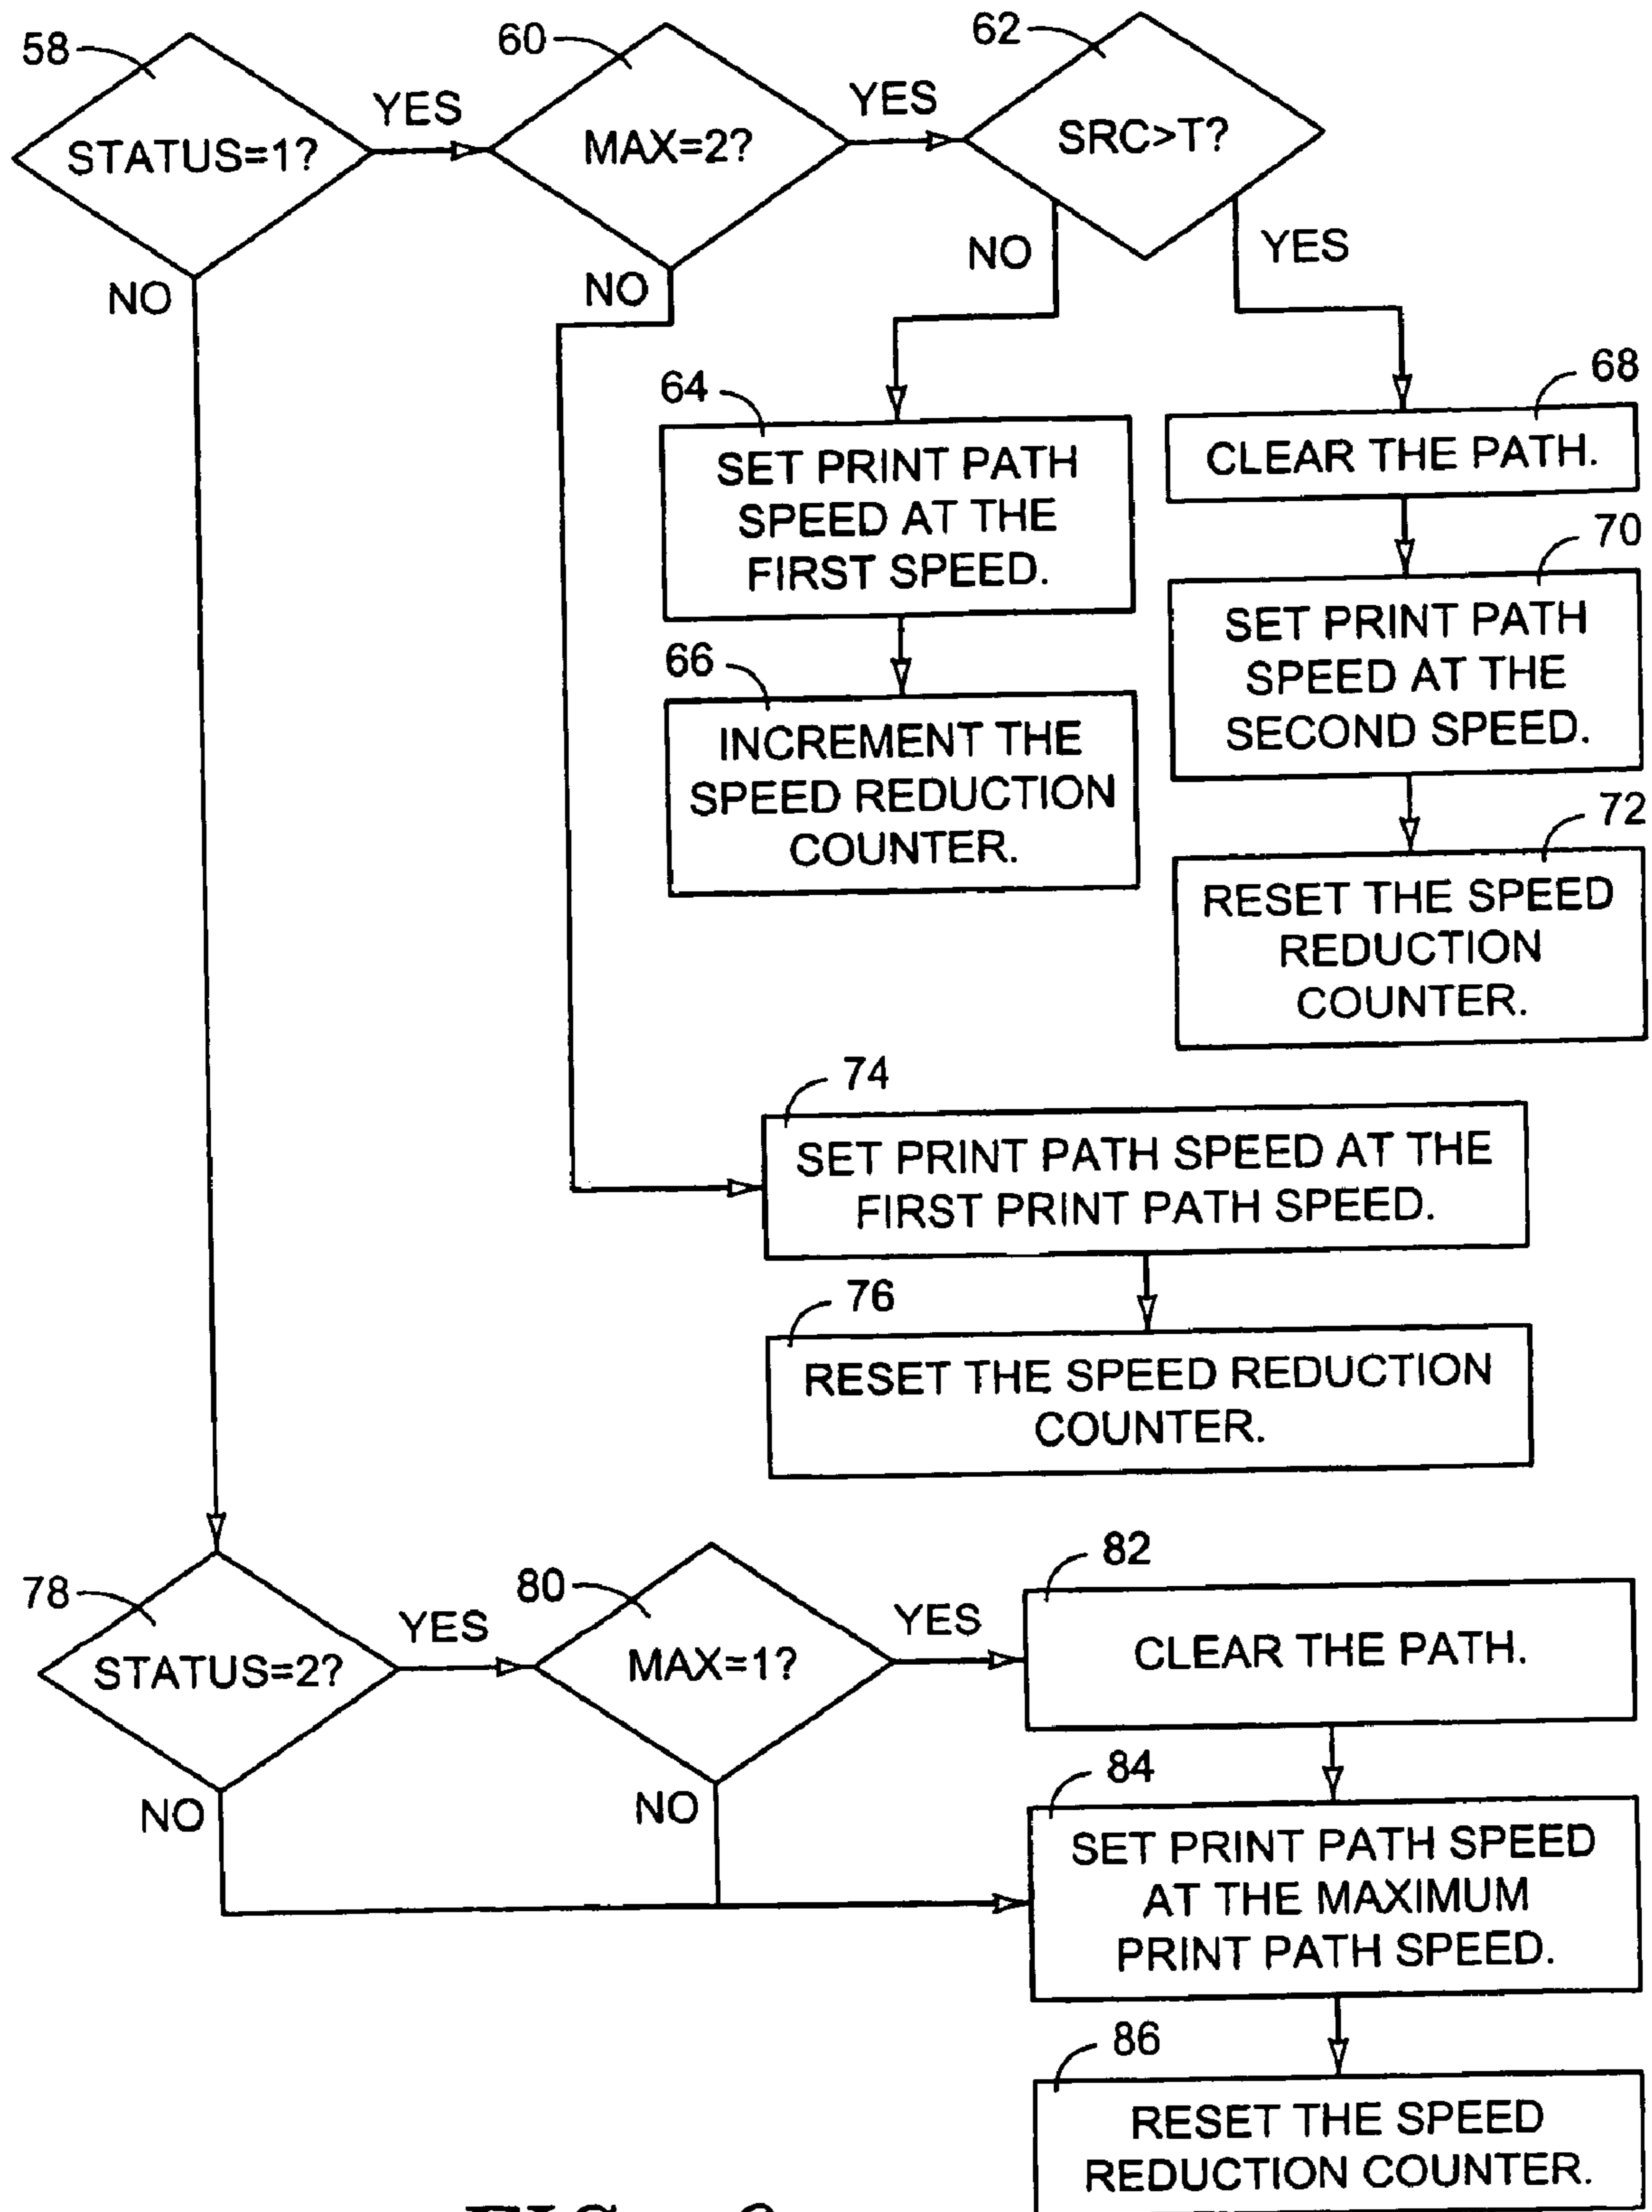 58
STATUS=1?
YES
NO
60
MAX=2?
YES
NO
62
SRC>T?
NO
YES
64
SET PRINT PATH
SPEED AT THE
FIRST SPEED.
66
INCREMENT THE
SPEED REDUCTION
COUNTER.
68
CLEAR THE PATH.
70
SET PRINT PATH
SPEED AT THE
SECOND SPEED.
72
RESET THE SPEED
REDUCTION
COUNTER.
74
SET PRINT PATH SPEED AT THE
FIRST PRINT PATH SPEED.
76
RESET THE SPEED REDUCTION
COUNTER.
78
STATUS=2?
YES
NO
80
MAX=1?
YES
NO
82
CLEAR THE PATH.
84
SET PRINT PATH SPEED
AT THE MAXIMUM
PRINT PATH SPEED.
86
RESET THE SPEED
REDUCTION COUNTER.